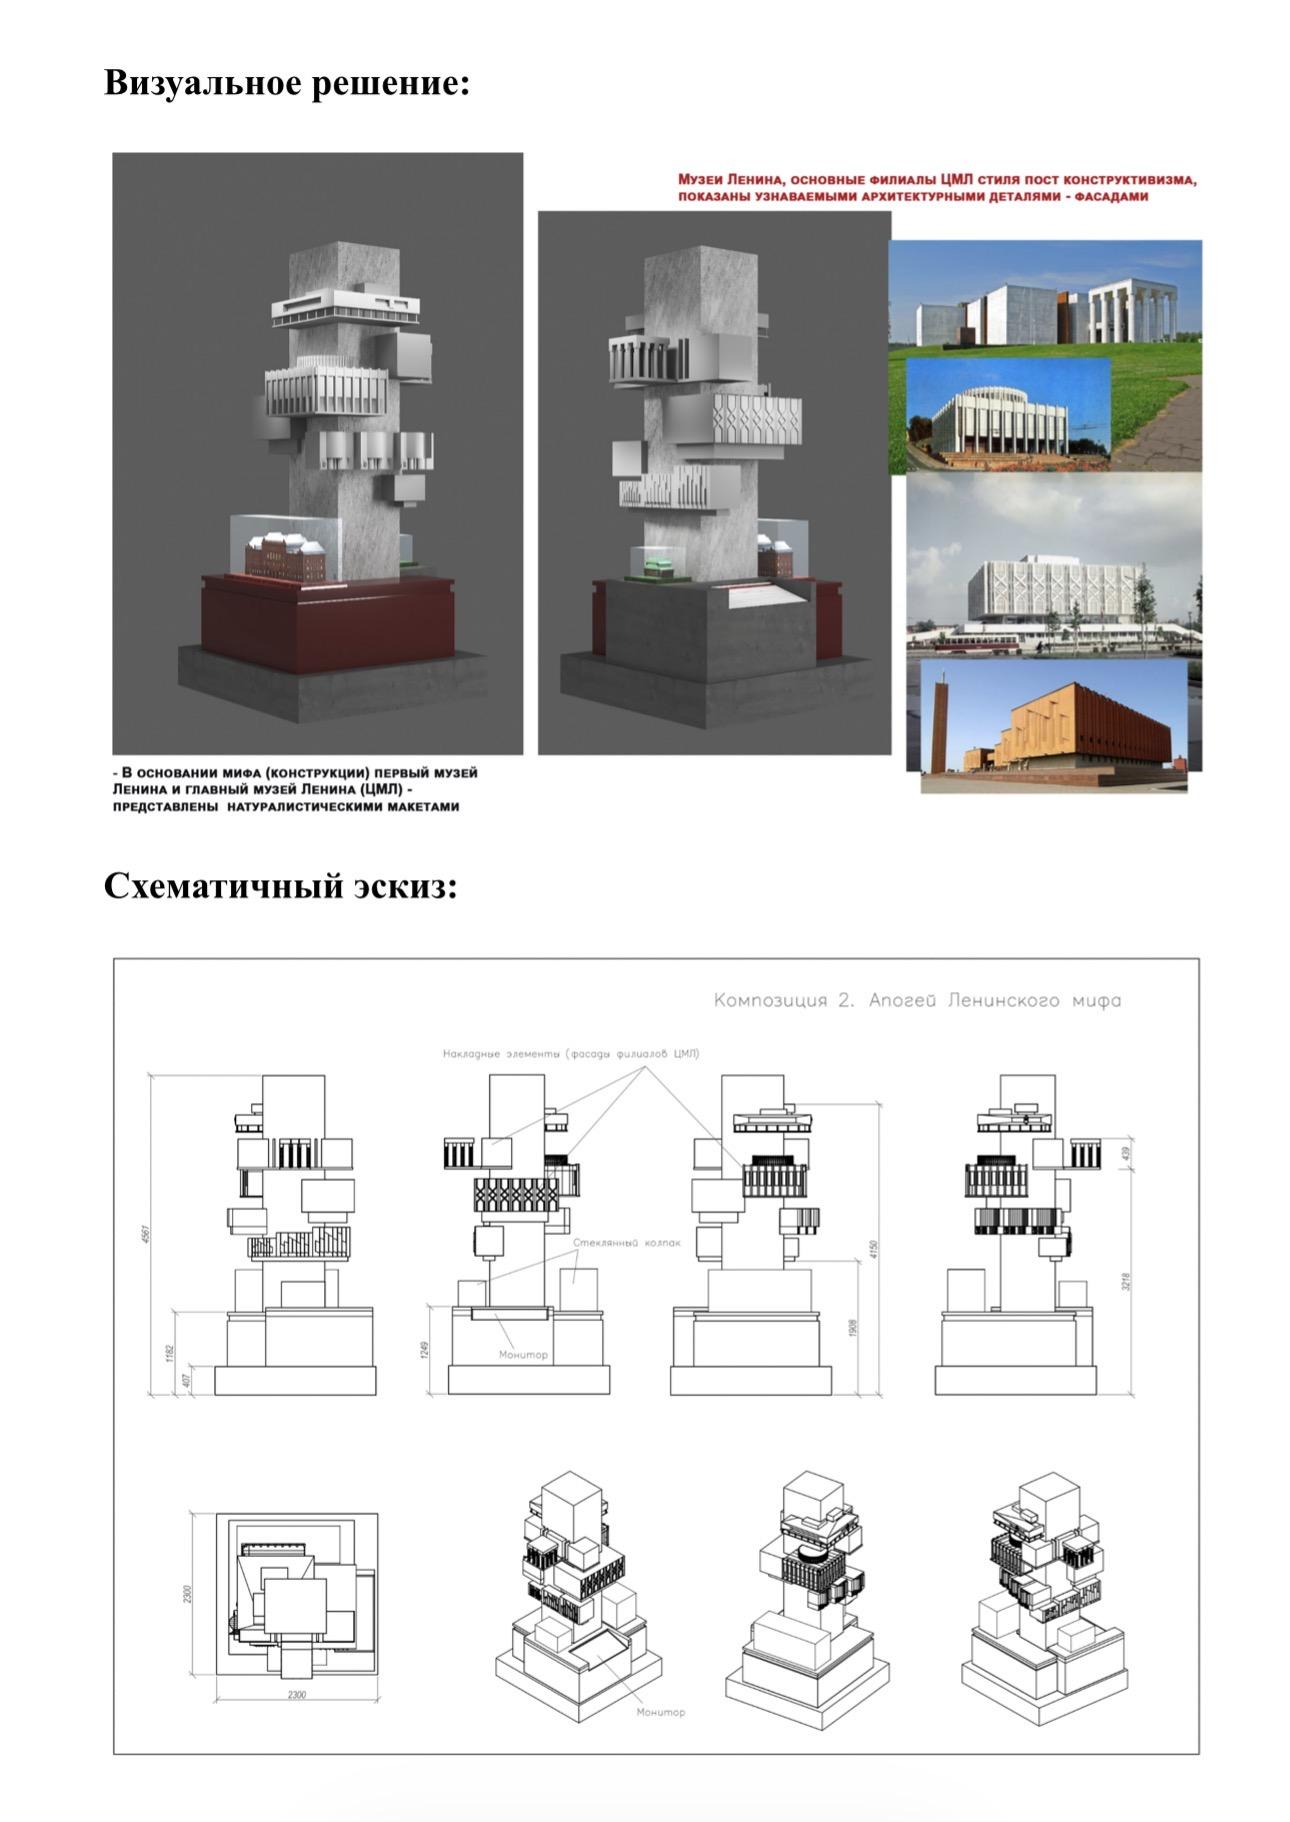 Визуальное решение:
Музеи Ленина, основные филиалы ЦМЛ стиля пост конструктивизма,
показаны узнаваемыми архитектурными деталями - фасадами
- В основании мифа (конструкции) первый музей
Ленина и главный музей Ленина (ЦМЛ) -
представлены натуралистическими макетами
Схематичный эскиз:
Композиция 2. Апогей Ленинского мифа
Накладные элементы (фасады филиалов ЦМЛ)
4561
1182
407
Стеклянный колпак
Монитор
1249
4150
1908
439
3218
2300
2300
Монитор